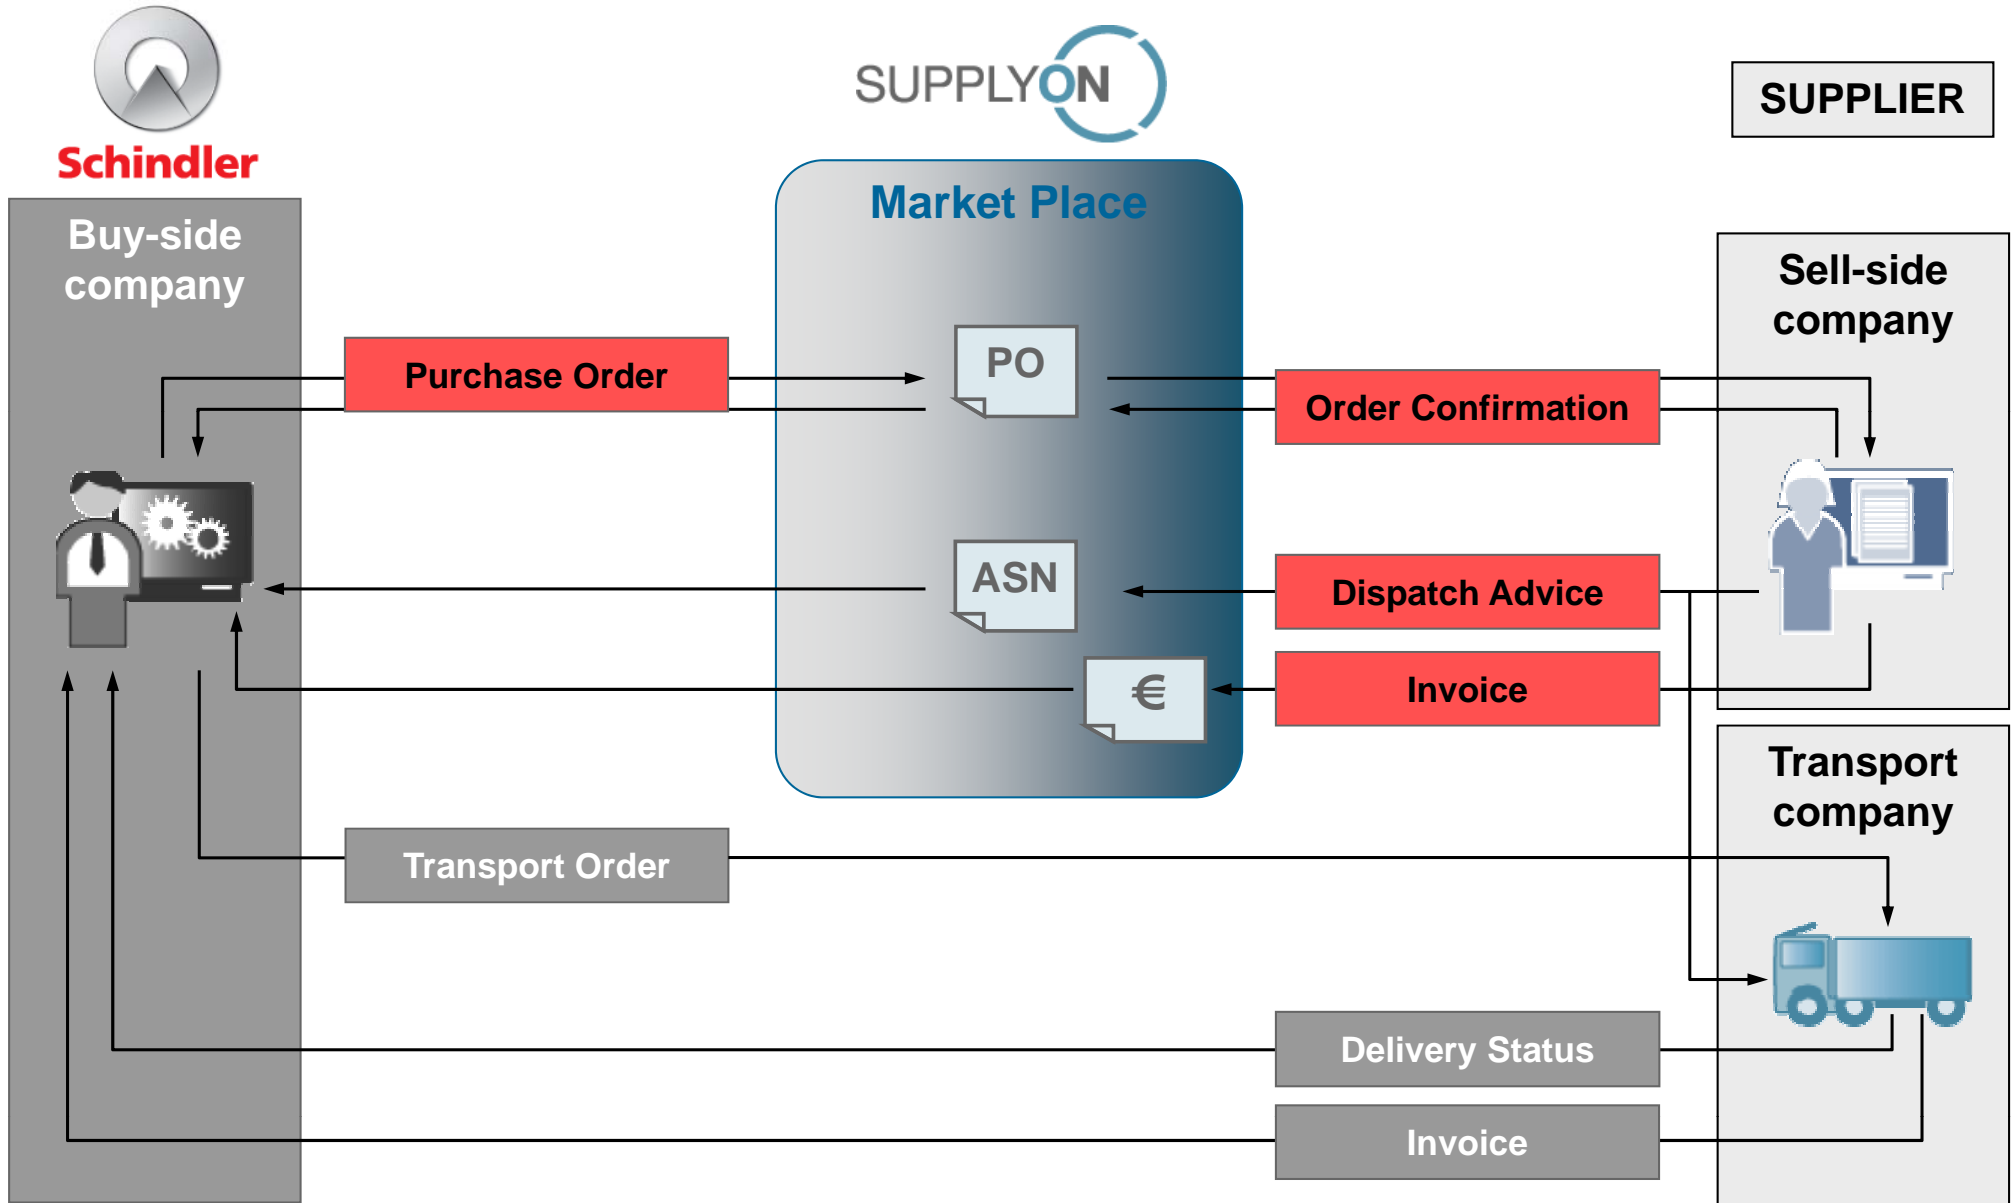 SUPPLYON
SUPPLIER
Schindler
Market Place
Buy-side
company
Sell-side
company
Purchase Order
PO
Order Confirmation
ASN
Dispatch Advice
€
Invoice
Transport
company
Transport Order
Delivery Status
Invoice